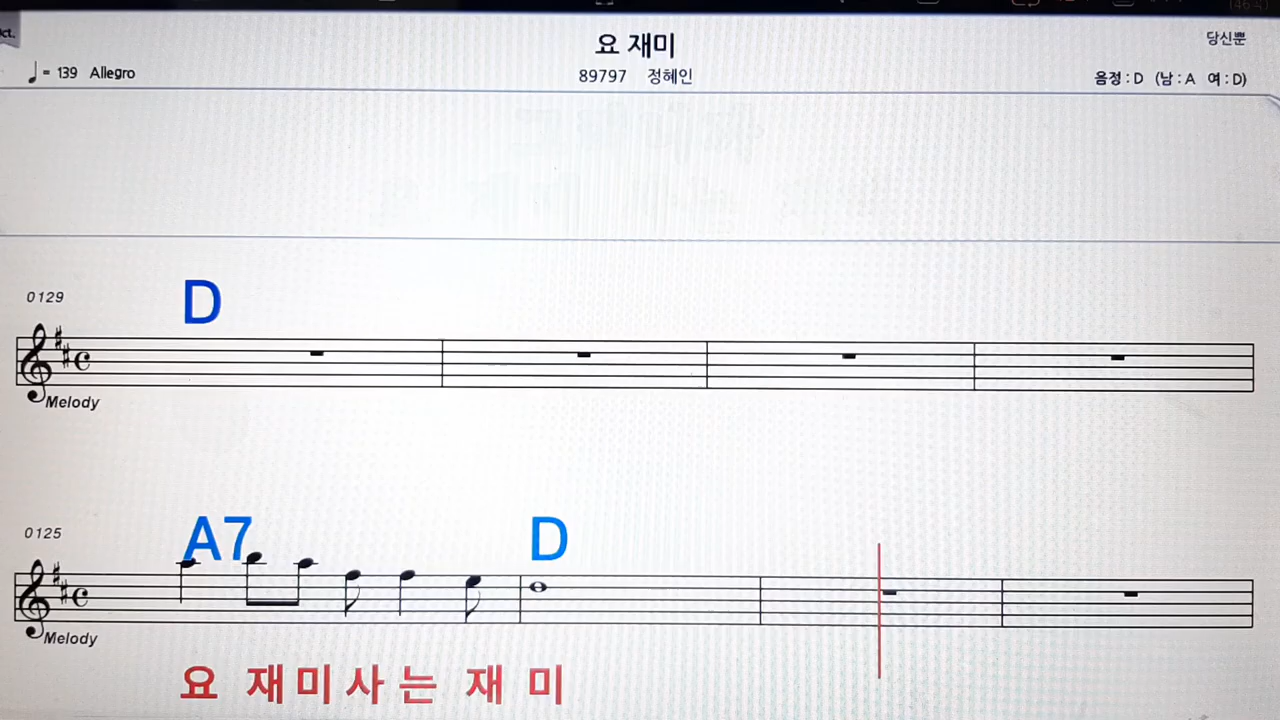 요 재미
당신뿐
♩= 139 Allegro
89797 정혜인
음정 : D (남 : A 여 : D)
0129
D
Melody
0125
A7 D
Melody
요 재미사는 재 미